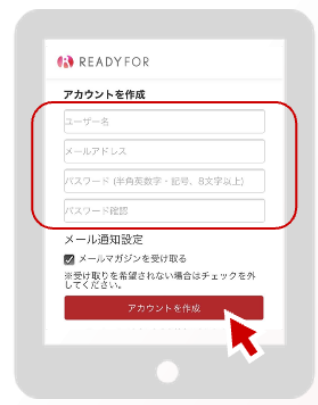 READYFOR
アカウントを作成
ユーザー名
メールアドレス
パスワード (半角英数字・記号、8文字以上)
パスワード確認
メール通知設定
メールマガジンを受け取る
※受け取りを希望されない場合はチェックを外
してください。
アカウントを作成